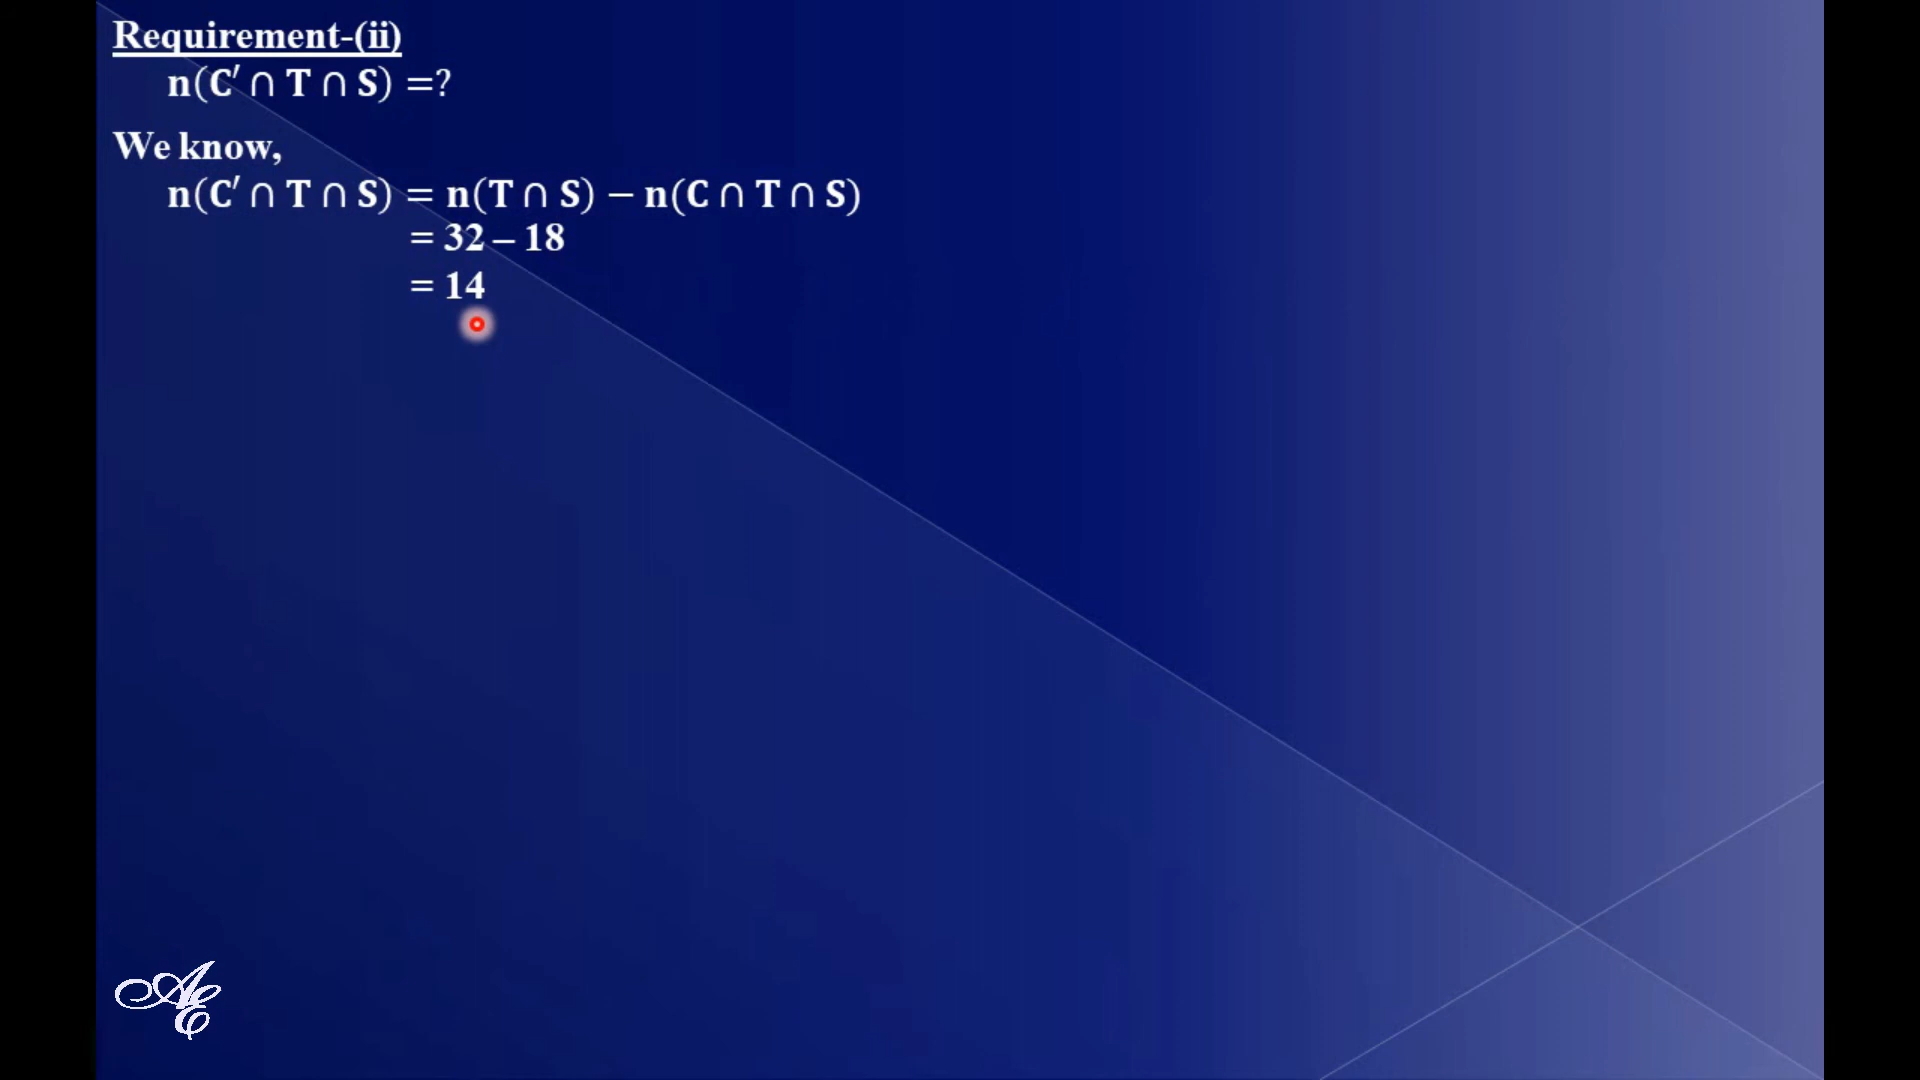 Requirement-(ii)
n(C′ ∩ T ∩ S) =?
We know,
n(C′ ∩ T ∩ S) = n(T ∩ S) − n(C ∩ T ∩ S)
= 32 – 18
= 14